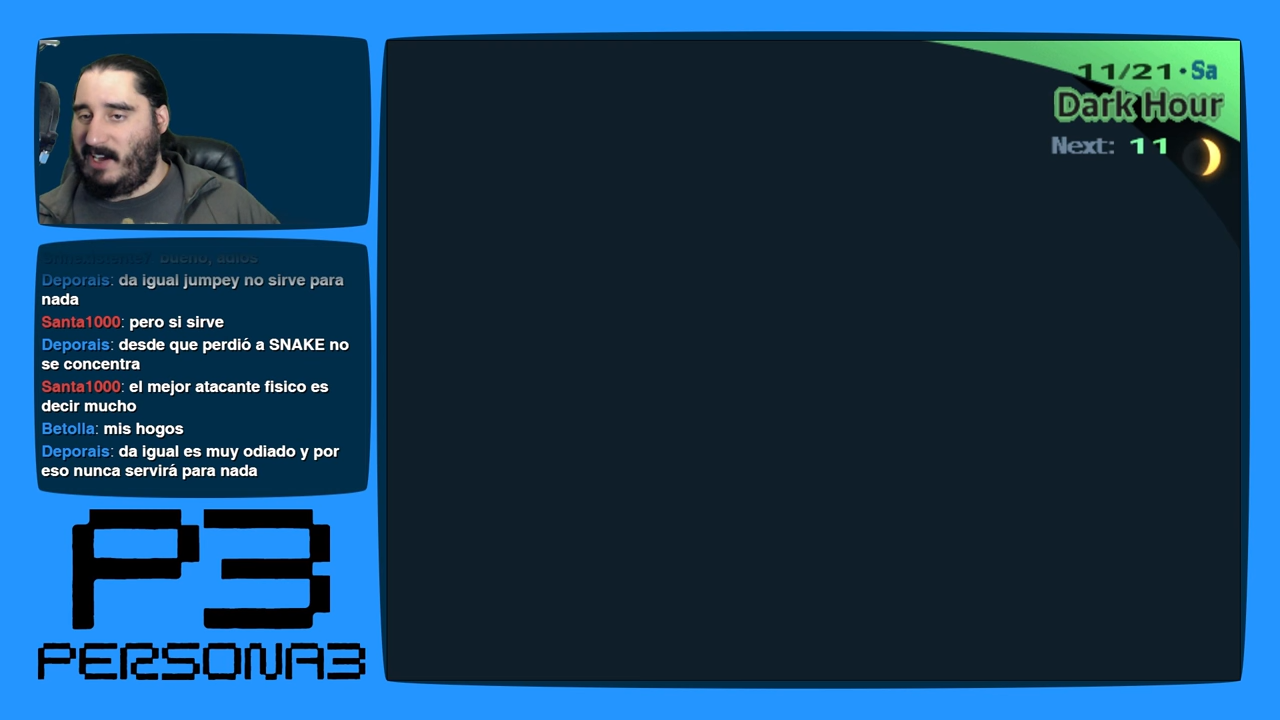 11/21・Sa
Dark Hour
Next: 11
bueno, adios
Deporais: da igual jumpey no sirve para
nada
Santa1000: pero si sirve
Deporais: desde que perdió a SNAKE no
se concentra
Santa1000: el mejor atacante fisico es
decir mucho
Betolla: mis hogos
Deporais: da igual es muy odiado y por
eso nunca servirá para nada
P3
PERSONA3